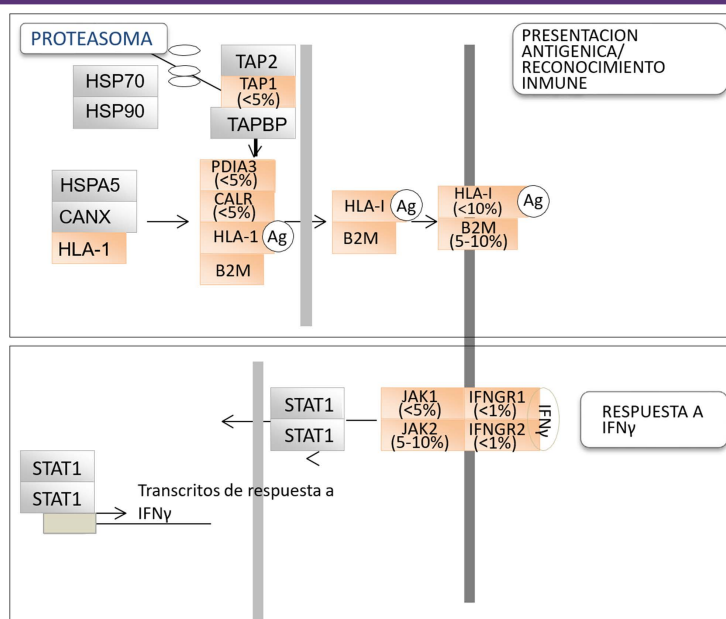 PROTEASOMA
TAP2
TAP1
(<5%)
TAPBP
HSP70
HSP90
PRESENTACION
ANTIGENICA/
RECONOCIMIENTO
INMUNE
HSPA5
CANX
HLA-1
PDIA3
(<5%)
CALR
(<5%)
HLA-1
Ag
B2M
HLA-I
Ag
B2M
HLA-I
(<10%)
Ag
B2M
(5-10%)
STAT1
STAT1
JAK1
(<5%)
IFNGR1
(<1%)
JAK2
(5-10%)
IFNGR2
(<1%)
IFNγ
RESPUESTA A
IFNγ
STAT1
STAT1
Transcritos de respuesta a
IFNγ